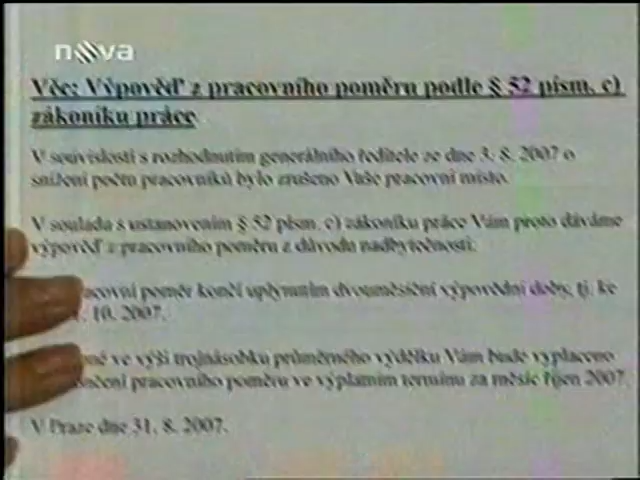 nova
Věc: Výpověď z pracovního poměru podle § 52 písm. c)
zákoníku práce
V souvislosti s rozhodnutím generálního ředitele ze dne 3. 8. 2007 o
snížení počtu pracovníků bylo zrušeno Vaše pracovní místo.
V souladu s ustanovením § 52 písm. c) zákoníku práce Vám proto dáváme
výpověď z pracovního poměru z důvodu nadbytečnosti.
acovní poměr končí uplynutím dvouměsíční výpovědní doby, tj. ke
. 10. 2007.
né ve výši trojnásobku průměrného výdělku Vám bude vyplaceno
nčení pracovního poměru ve výplatním termínu za měsíc říjen 2007.
V Praze dne 31. 8. 2007.